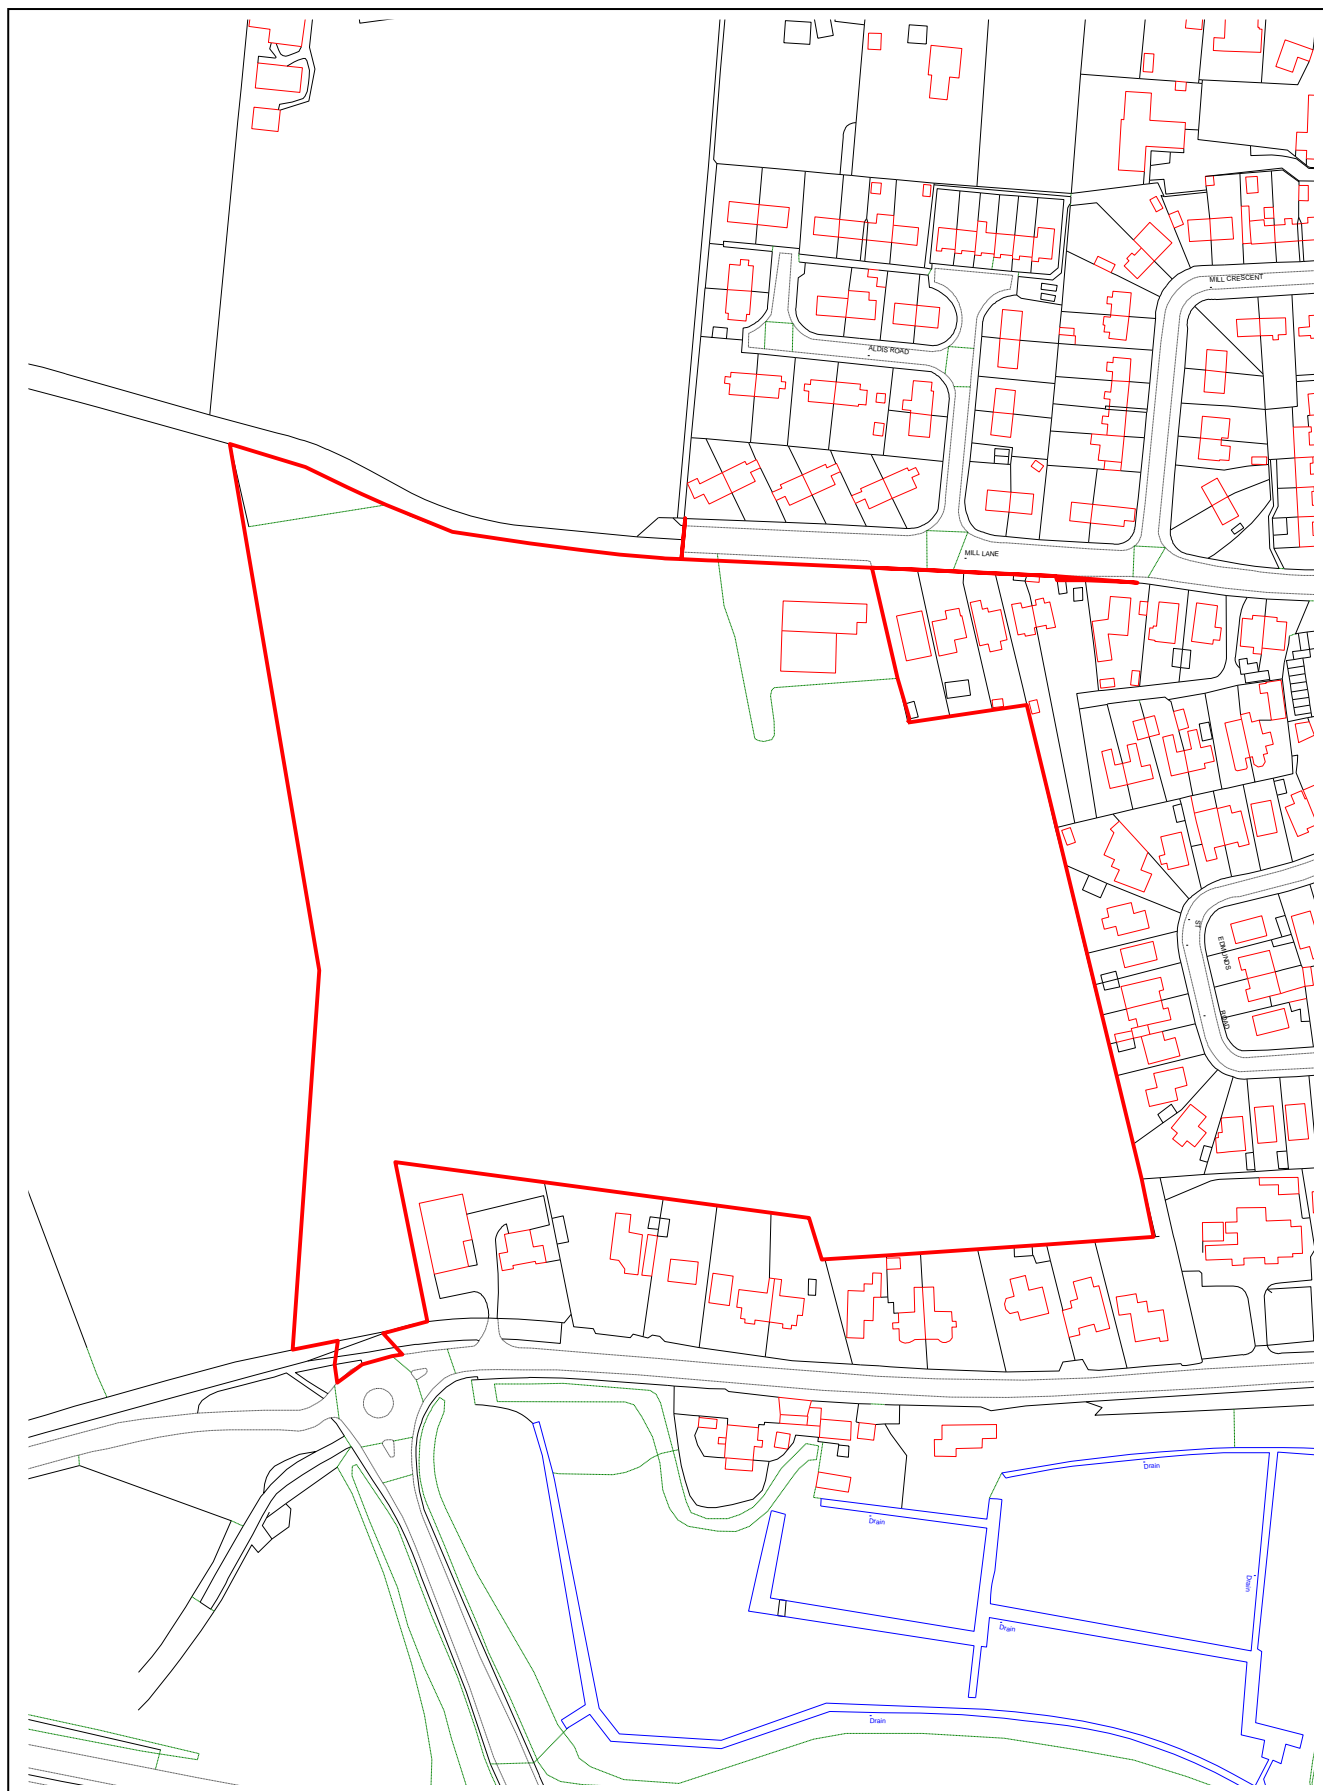 MILL CRESCENT
ALDIS ROAD
MILL LANE
ST
EDMUNDS
ROAD
Drain
Drain
Drain
Drain
Drain